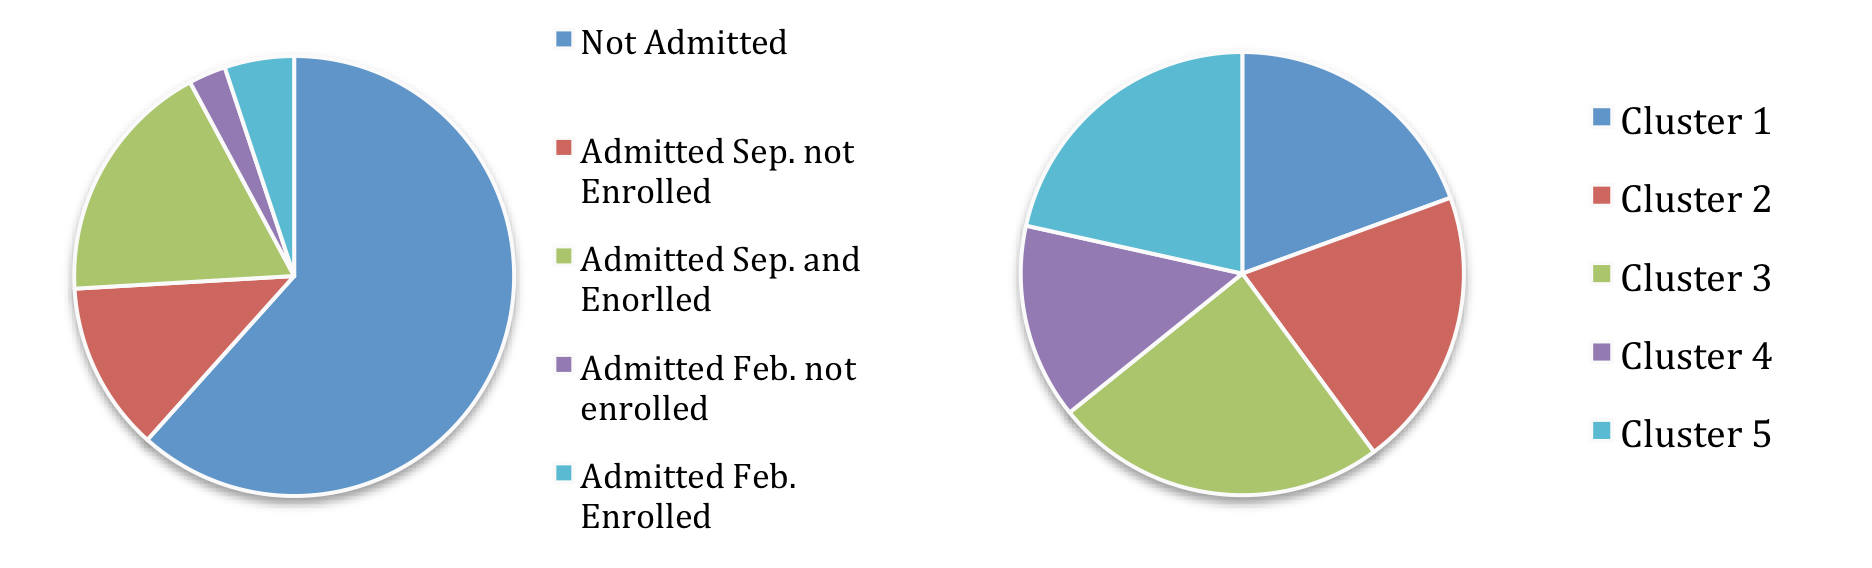 Not Admitted
Admitted Sep. not
Enrolled
Admitted Sep. and
Enorlled
Admitted Feb. not
enrolled
Admitted Feb.
Enrolled
Cluster 1
Cluster 2
Cluster 3
Cluster 4
Cluster 5